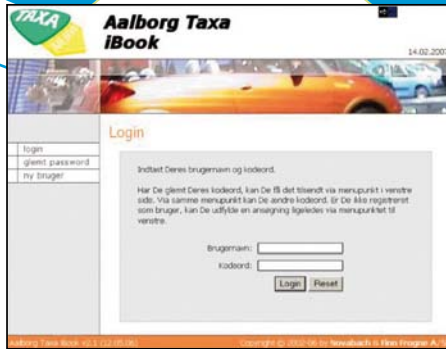 TAXA
Aalborg Taxa
iBook
14.02.2007
Login
login
glemt password
ny bruger
Indtast Deres brugernavn og kodeord.
Har De glemt Deres kodeord, kan De få det tilsendt via menupunkt i venstre
side. Via samme menupunkt kan De ændre kodeord. Er De ikke registreret
som bruger, kan De udfylde en ansøgning ligeledes via menupunktet til
venstre.
Brugernavn:
Kodeord:
Login Reset
Aalborg Taxa iBook v2.1 (12.05.06) Copyright © 2002-06 by Novabach & Finn Frogne A/S